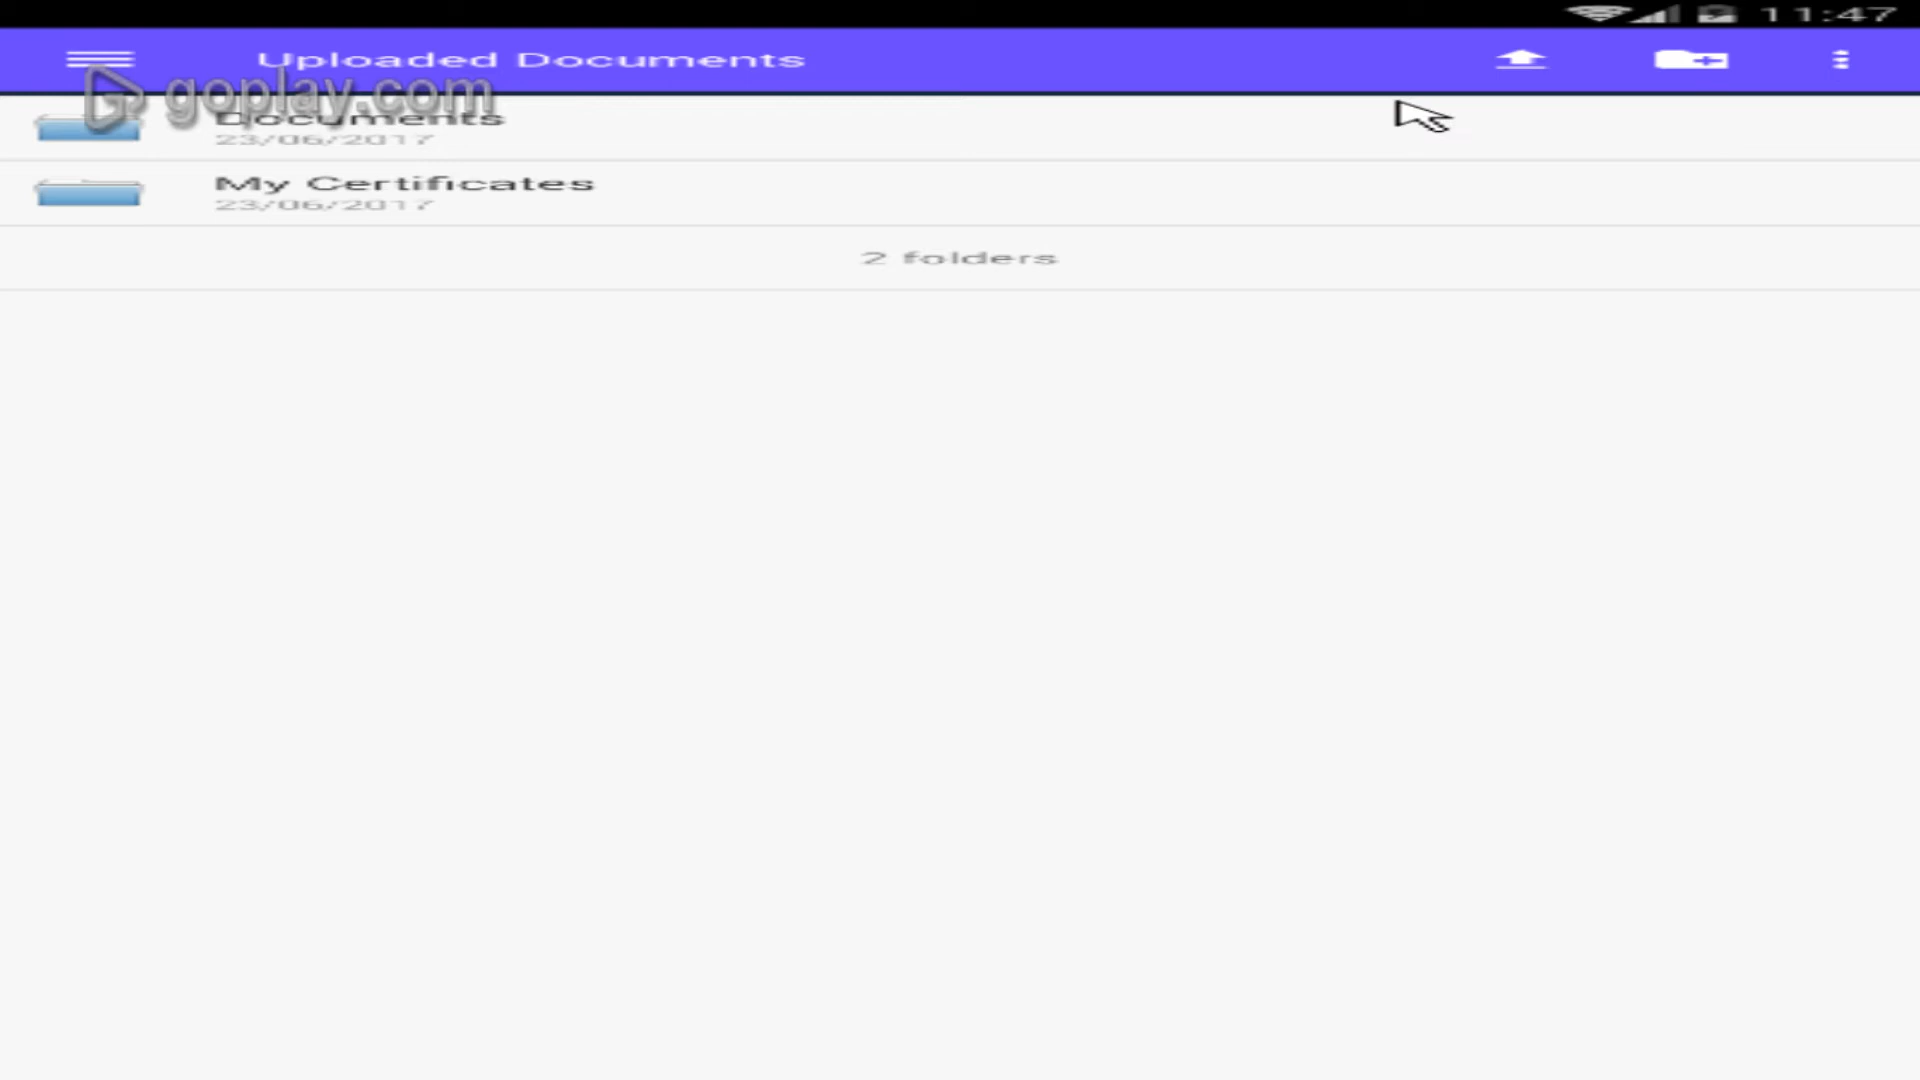 11:47
Uploaded Documents
goplay.com
Documents
23/06/2017
My Certificates
23/06/2017
2 folders